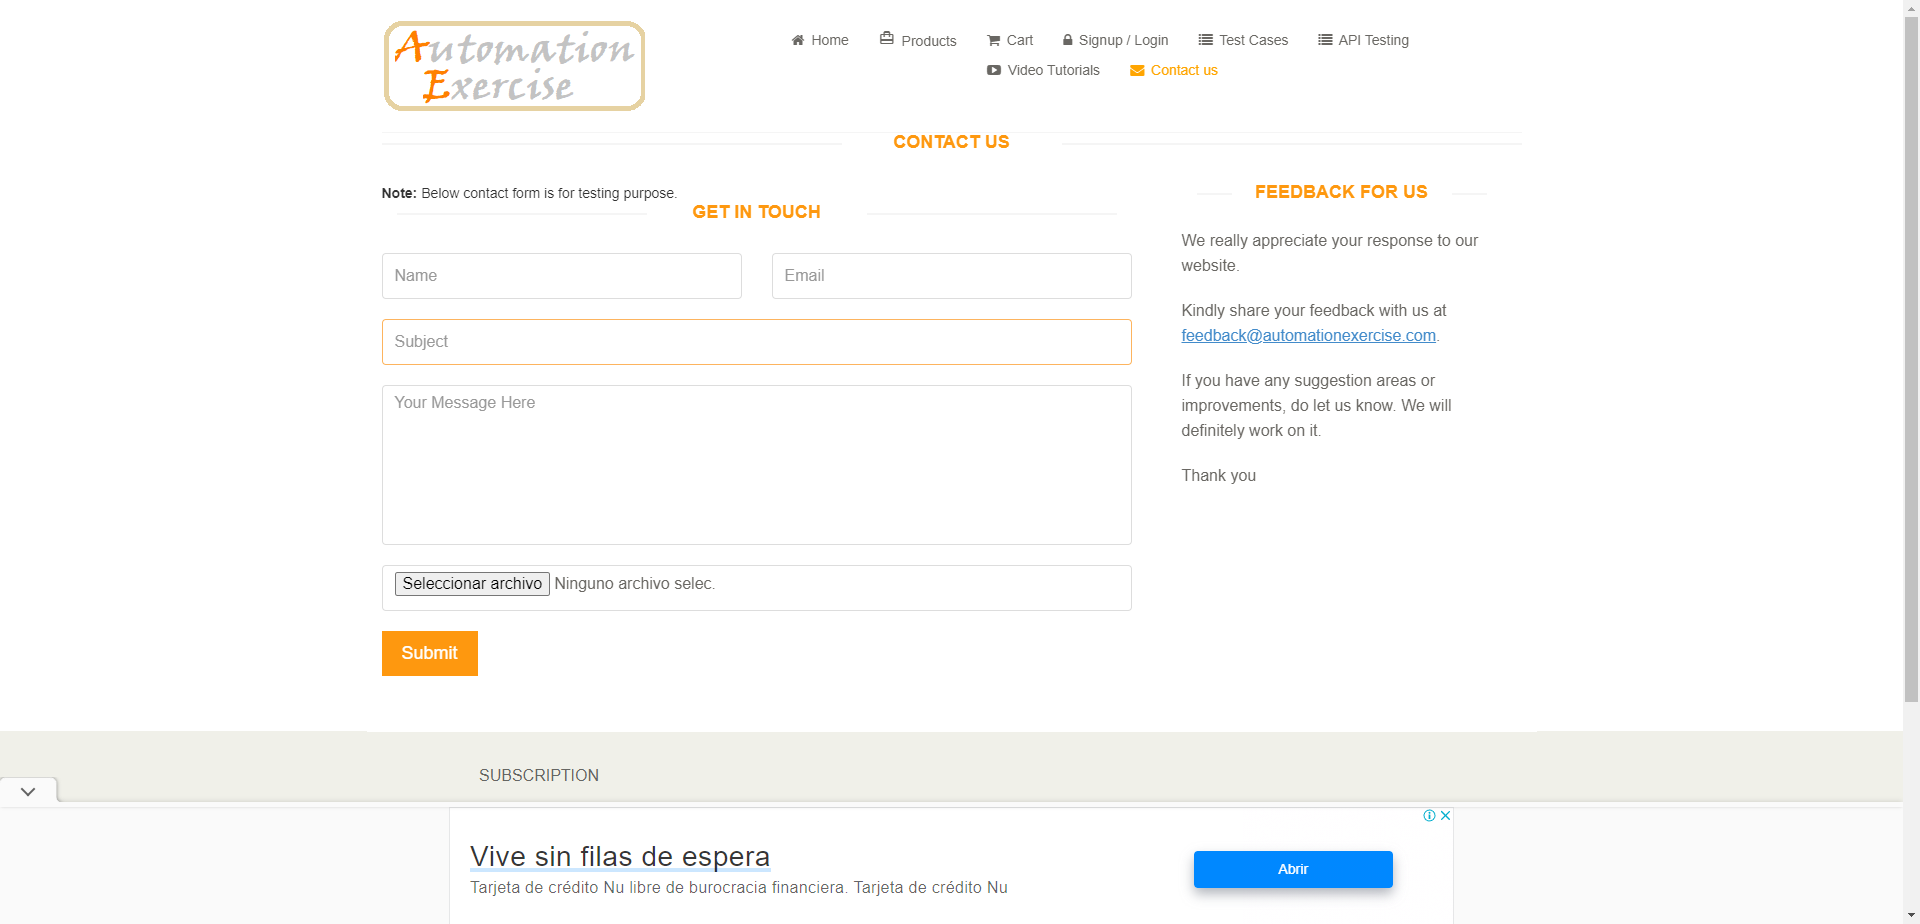 Automation
Exercise
Home
Products
Cart
Signup / Login
Test Cases
API Testing
Video Tutorials
Contact us
CONTACT US
Note: Below contact form is for testing purpose.
GET IN TOUCH
Name
Email
Subject
Your Message Here
Seleccionar archivo Ninguno archivo selec.
Submit
FEEDBACK FOR US
We really appreciate your response to our
website.
Kindly share your feedback with us at
feedback@automationexercise.com.
If you have any suggestion areas or
improvements, do let us know. We will
definitely work on it.
Thank you
SUBSCRIPTION
Vive sin filas de espera
Tarjeta de crédito Nu libre de burocracia financiera. Tarjeta de crédito Nu
Abrir